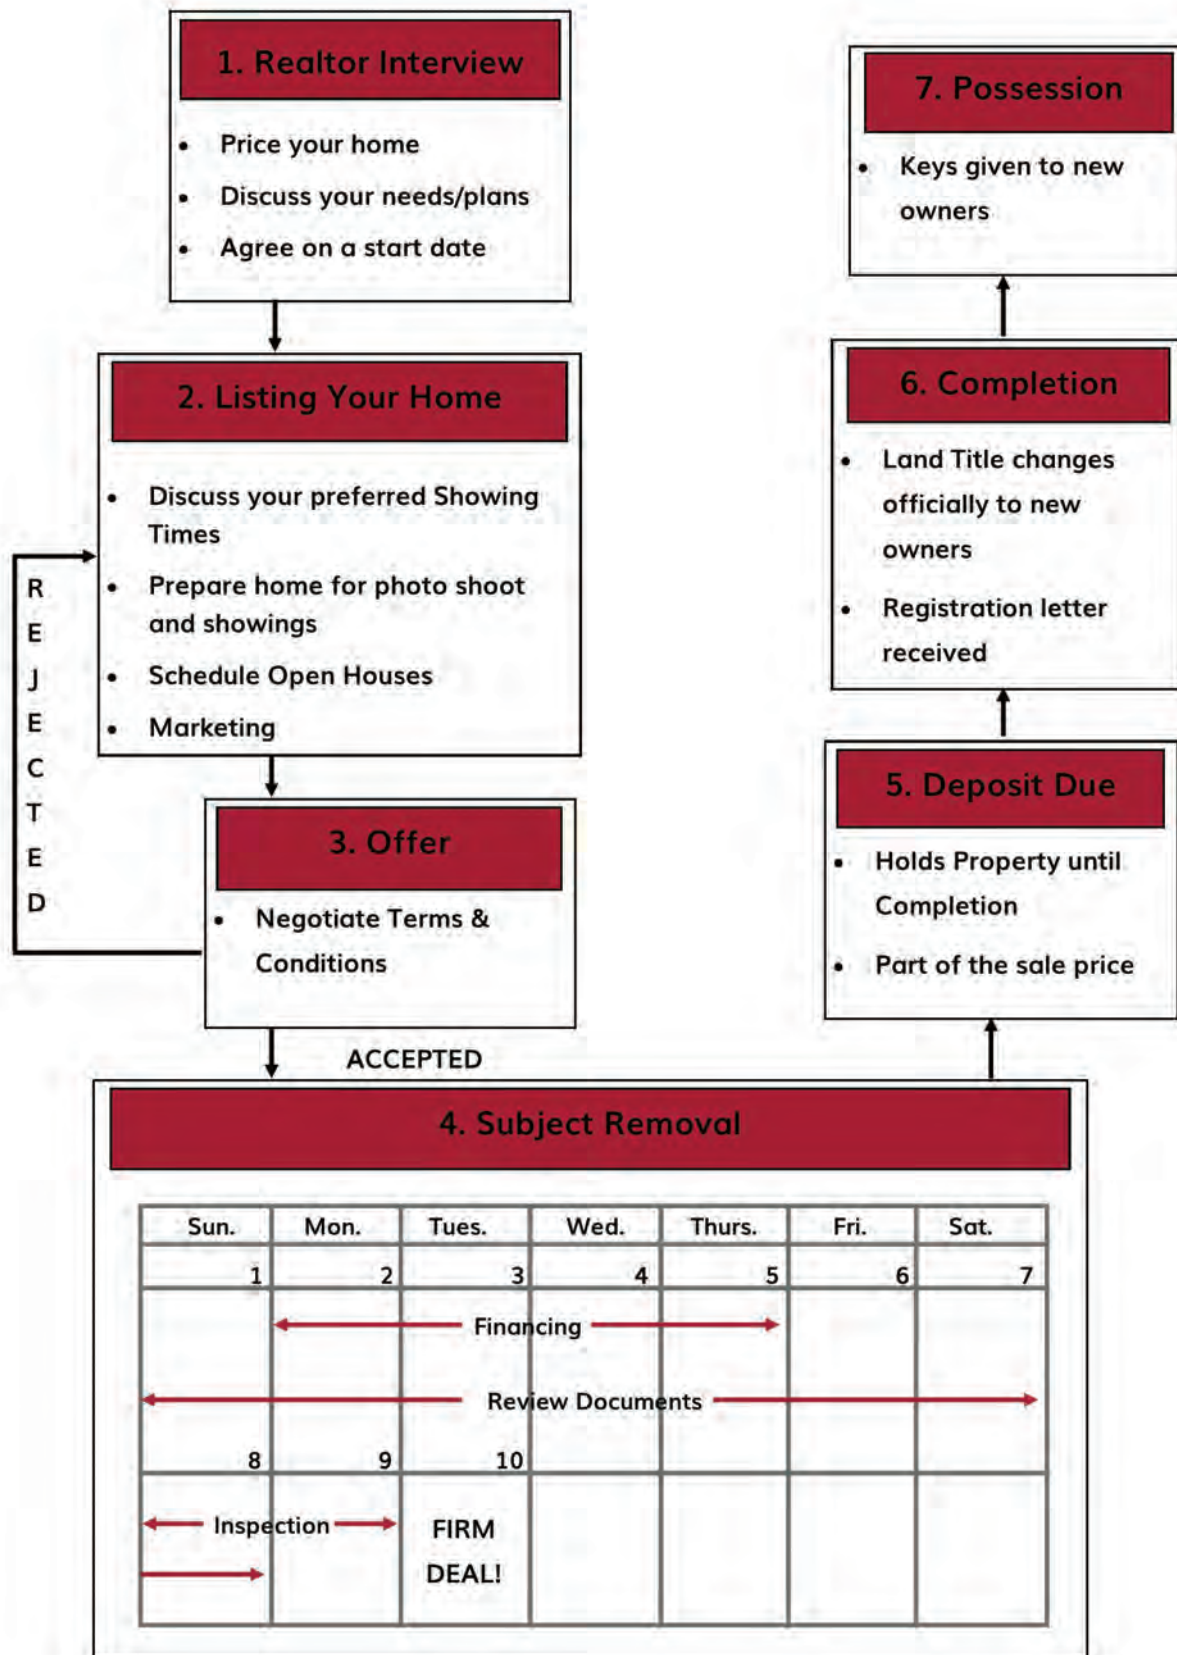 1. Realtor Interview
• Price your home
• Discuss your needs/plans
• Agree on a start date
2. Listing Your Home
• Discuss your preferred Showing
Times
• Prepare home for photo shoot
and showings
• Schedule Open Houses
• Marketing
REJECTED
3. Offer
• Negotiate Terms &
Conditions
ACCEPTED
4. Subject Removal
Sun. Mon. Tues. Wed. Thurs. Fri. Sat.
1 2 3 4 5 6 7
Financing
Review Documents
8 9 10
Inspection
FIRM
DEAL!
5. Deposit Due
• Holds Property until
Completion
• Part of the sale price
6. Completion
• Land Title changes
officially to new
owners
• Registration letter
received
7. Possession
• Keys given to new
owners